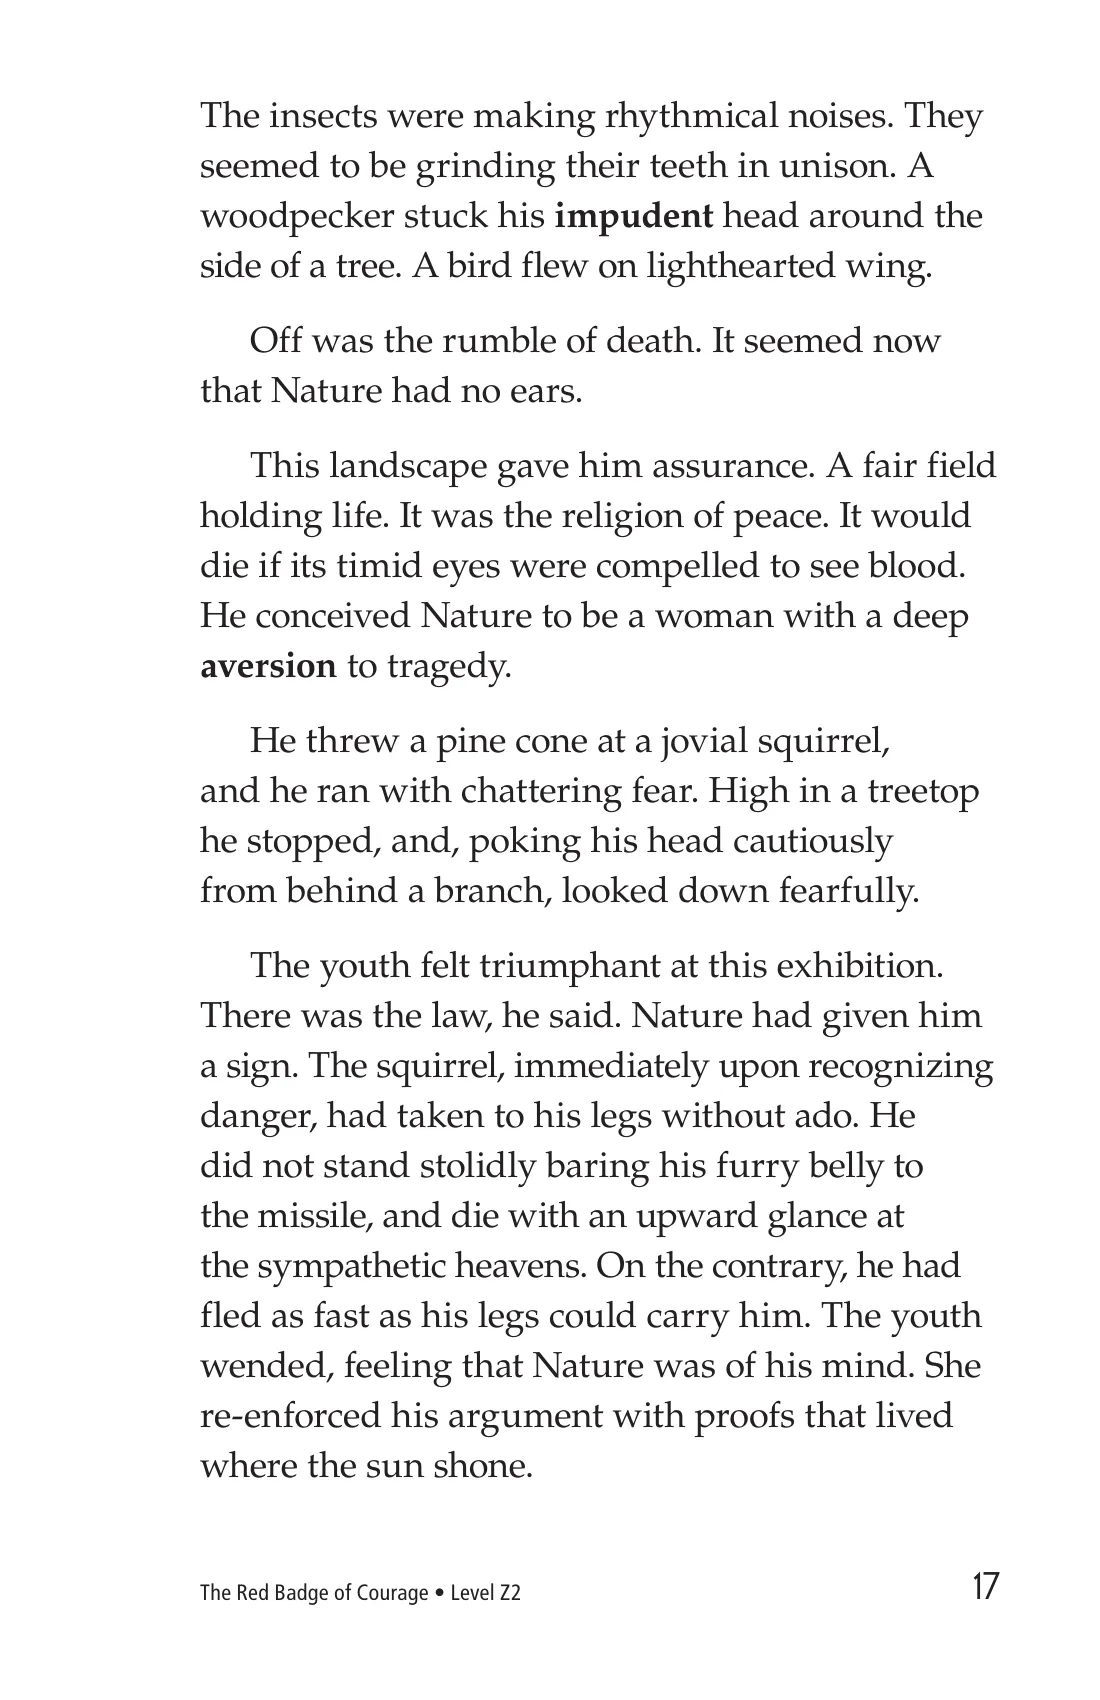 The insects were making rhythmical noises. They
seemed to be grinding their teeth in unison. A
woodpecker stuck his impudent head around the
side of a tree. A bird flew on lighthearted wing.
Off was the rumble of death. It seemed now
that Nature had no ears.
This landscape gave him assurance. A fair field
holding life. It was the religion of peace. It would
die if its timid eyes were compelled to see blood.
He conceived Nature to be a woman with a deep
aversion to tragedy.
He threw a pine cone at a jovial squirrel,
and he ran with chattering fear. High in a treetop
he stopped, and, poking his head cautiously
from behind a branch, looked down fearfully.
The youth felt triumphant at this exhibition.
There was the law, he said. Nature had given him
a sign. The squirrel, immediately upon recognizing
danger, had taken to his legs without ado. He
did not stand stolidly baring his furry belly to
the missile, and die with an upward glance at
the sympathetic heavens. On the contrary, he had
fled as fast as his legs could carry him. The youth
wended, feeling that Nature was of his mind. She
re-enforced his argument with proofs that lived
where the sun shone.
The Red Badge of Courage • Level Z2 17